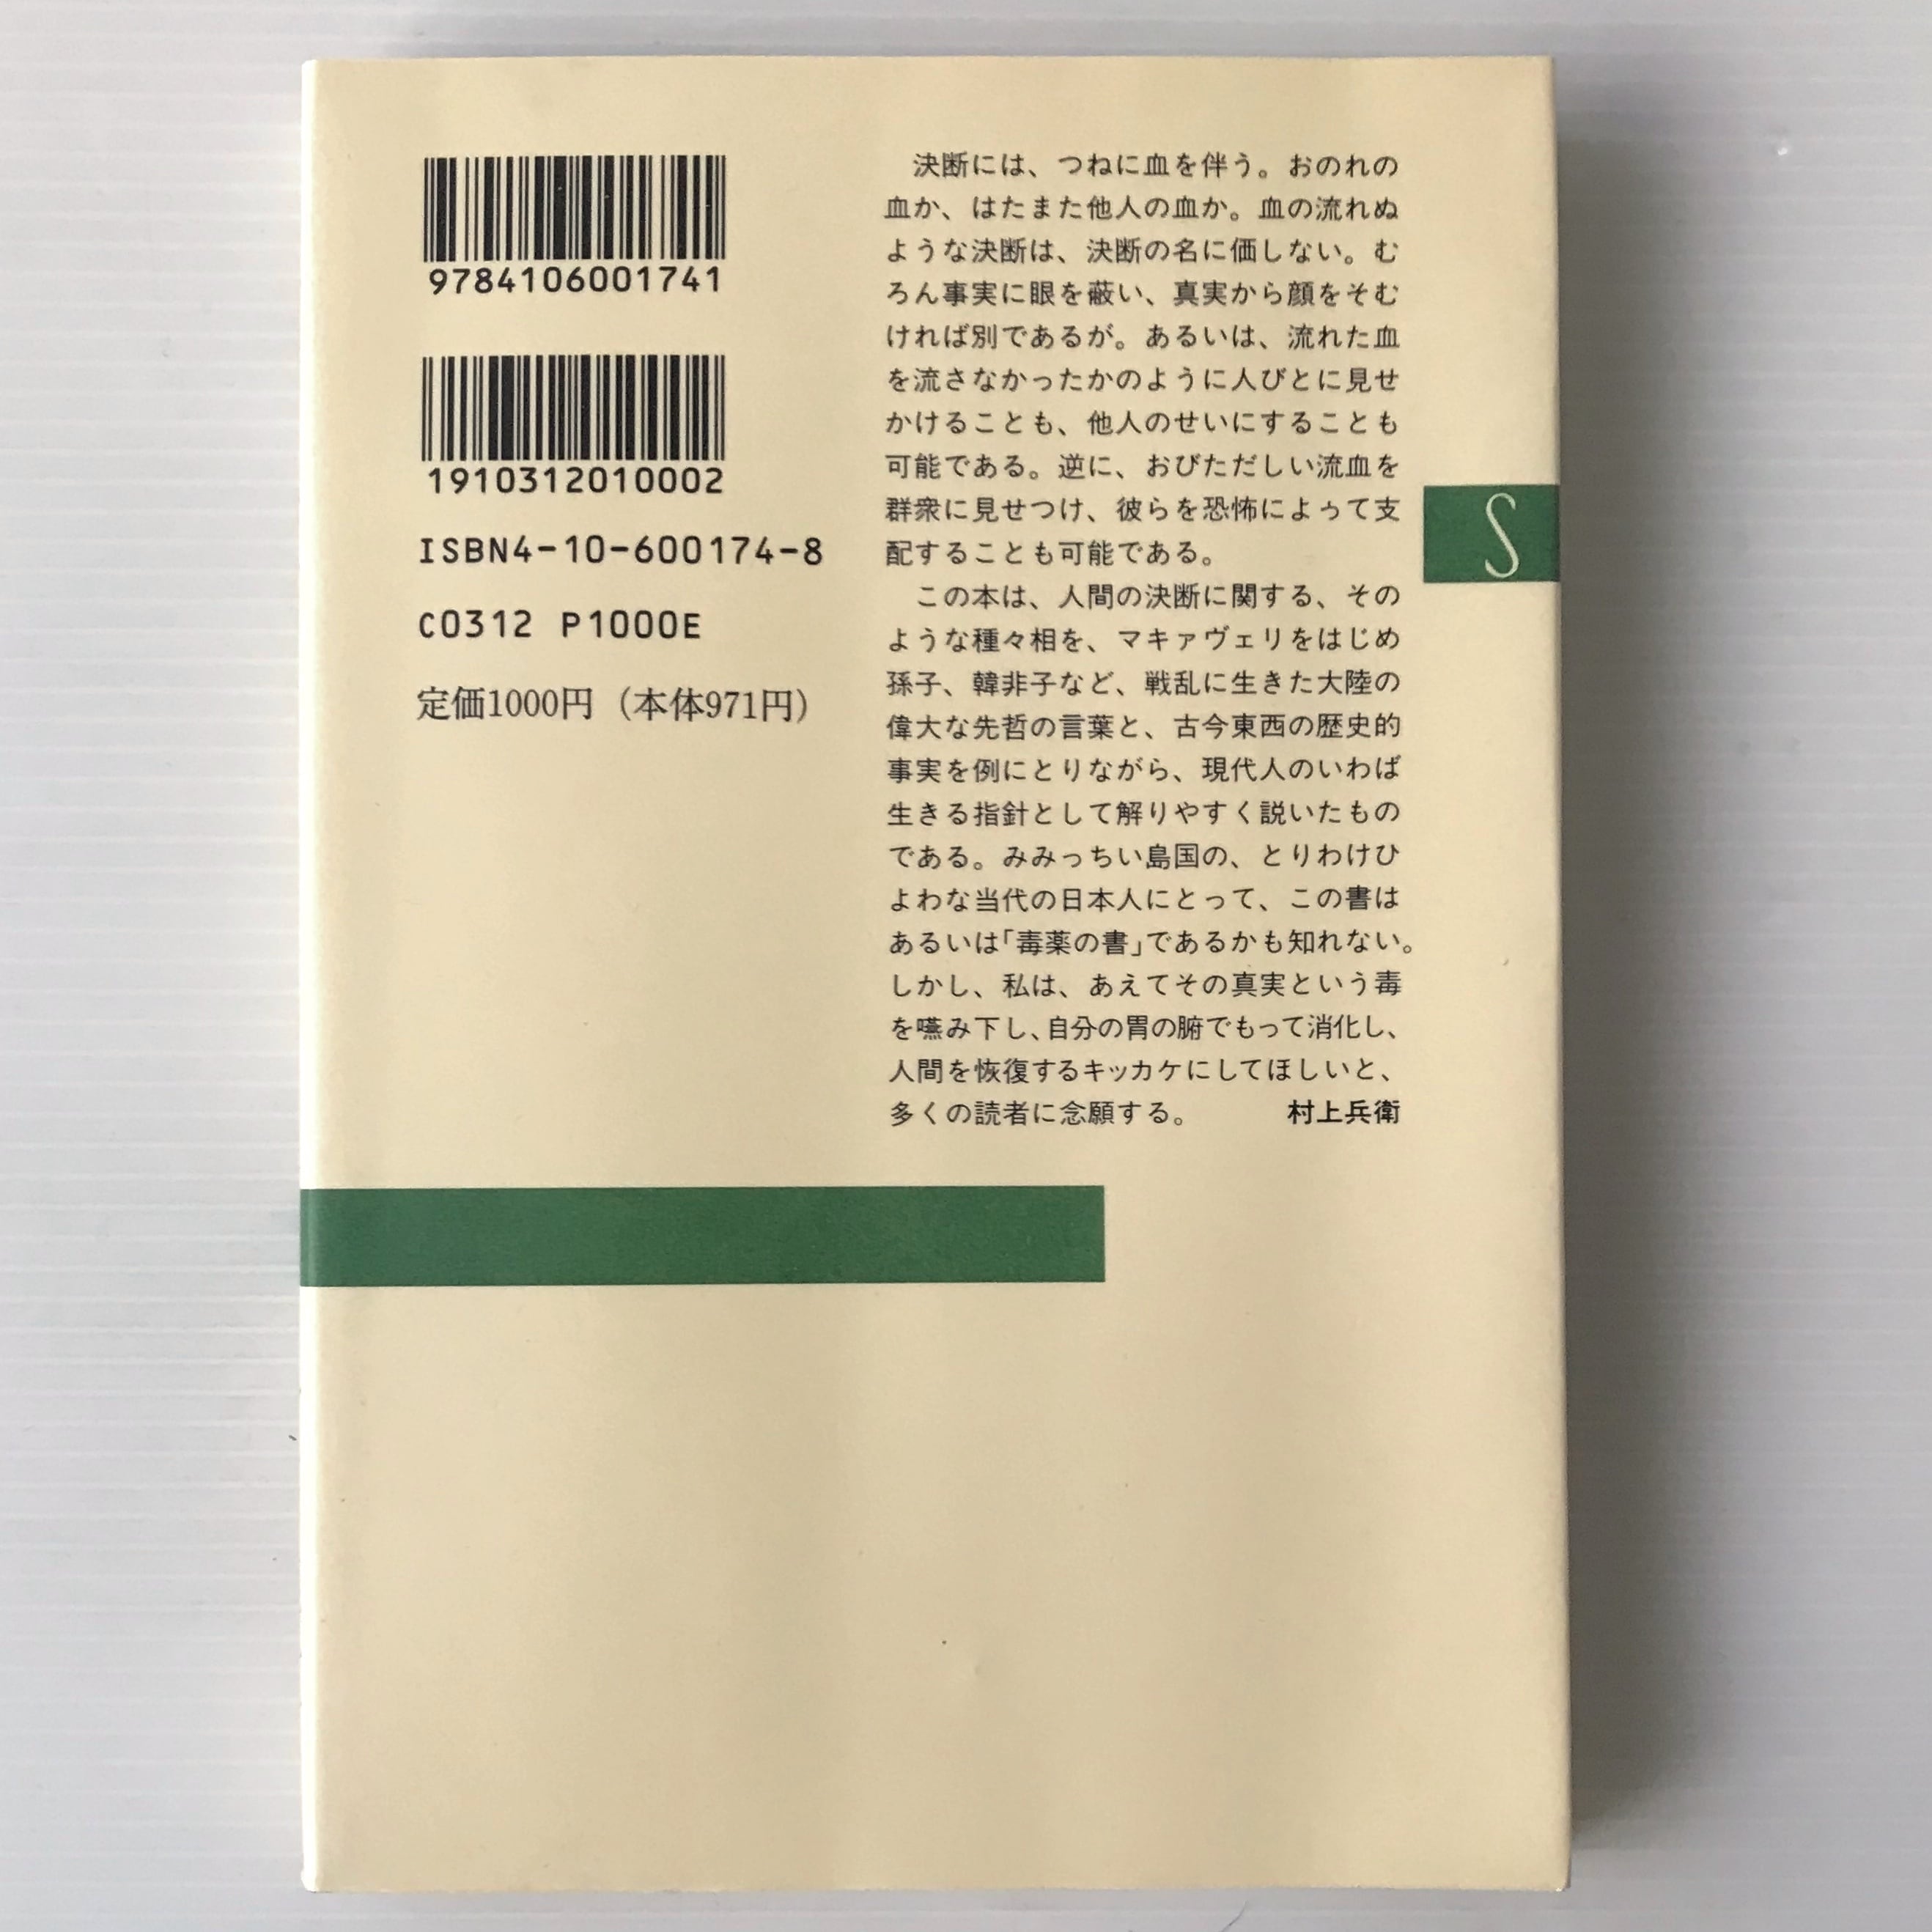 9784106001741
1910312010002
ISBN4-10-600174-8
C0312 P1000E
定価1000円（本体971円）
決断には、つねに血を伴う。おのれの
血か、はたまた他人の血か。血の流れぬ
ような決断は、決断の名に価しない。む
ろん事実に眼を蔽い、真実から顔をそむ
ければ別であるが。あるいは、流れた血
を流さなかったかのように人びとに見せ
かけることも、他人のせいにすることも
可能である。逆に、おびただしい流血を
群衆に見せつけ、彼らを恐怖によって支
配することも可能である。
この本は、人間の決断に関する、その
ような種々相を、マキァヴェリをはじめ
孫子、韓非子など、戦乱に生きた大陸の
偉大な先哲の言葉と、古今東西の歴史的
事実を例にとりながら、現代人のいわば
生きる指針として解りやすく説いたもの
である。みみっちい島国の、とりわけひ
よわな当代の日本人にとって、この書は
あるいは「毒薬の書」であるかも知れない。
しかし、私は、あえてその真実という毒
を嚥み下し、自分の胃の腑でもって消化し、
人間を恢復するキッカケにしてほしいと、
多くの読者に念願する。 村上兵衛
S